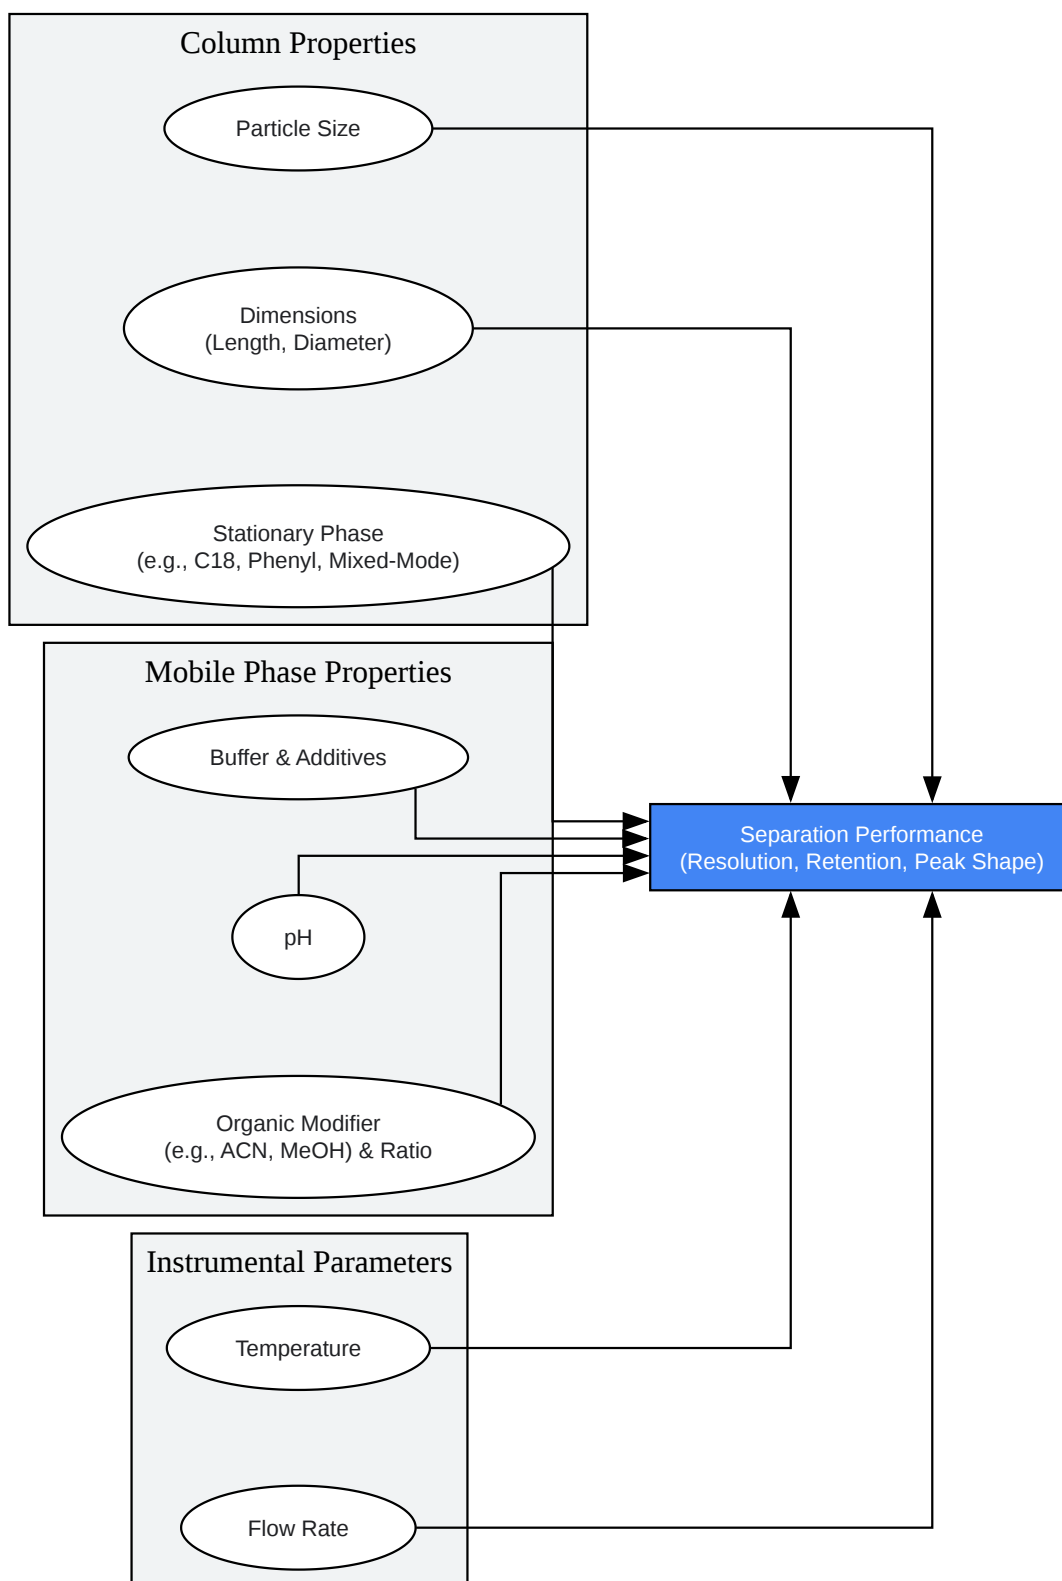 Column Properties
Particle Size
Dimensions
(Length, Diameter)
Stationary Phase
(e.g., C18, Phenyl, Mixed-Mode)
Mobile Phase Properties
Buffer & Additives
Separation Performance
(Resolution, Retention, Peak Shape)
pH
Organic Modifier
(e.g., ACN, MeOH) & Ratio
Instrumental Parameters
Temperature
Flow Rate